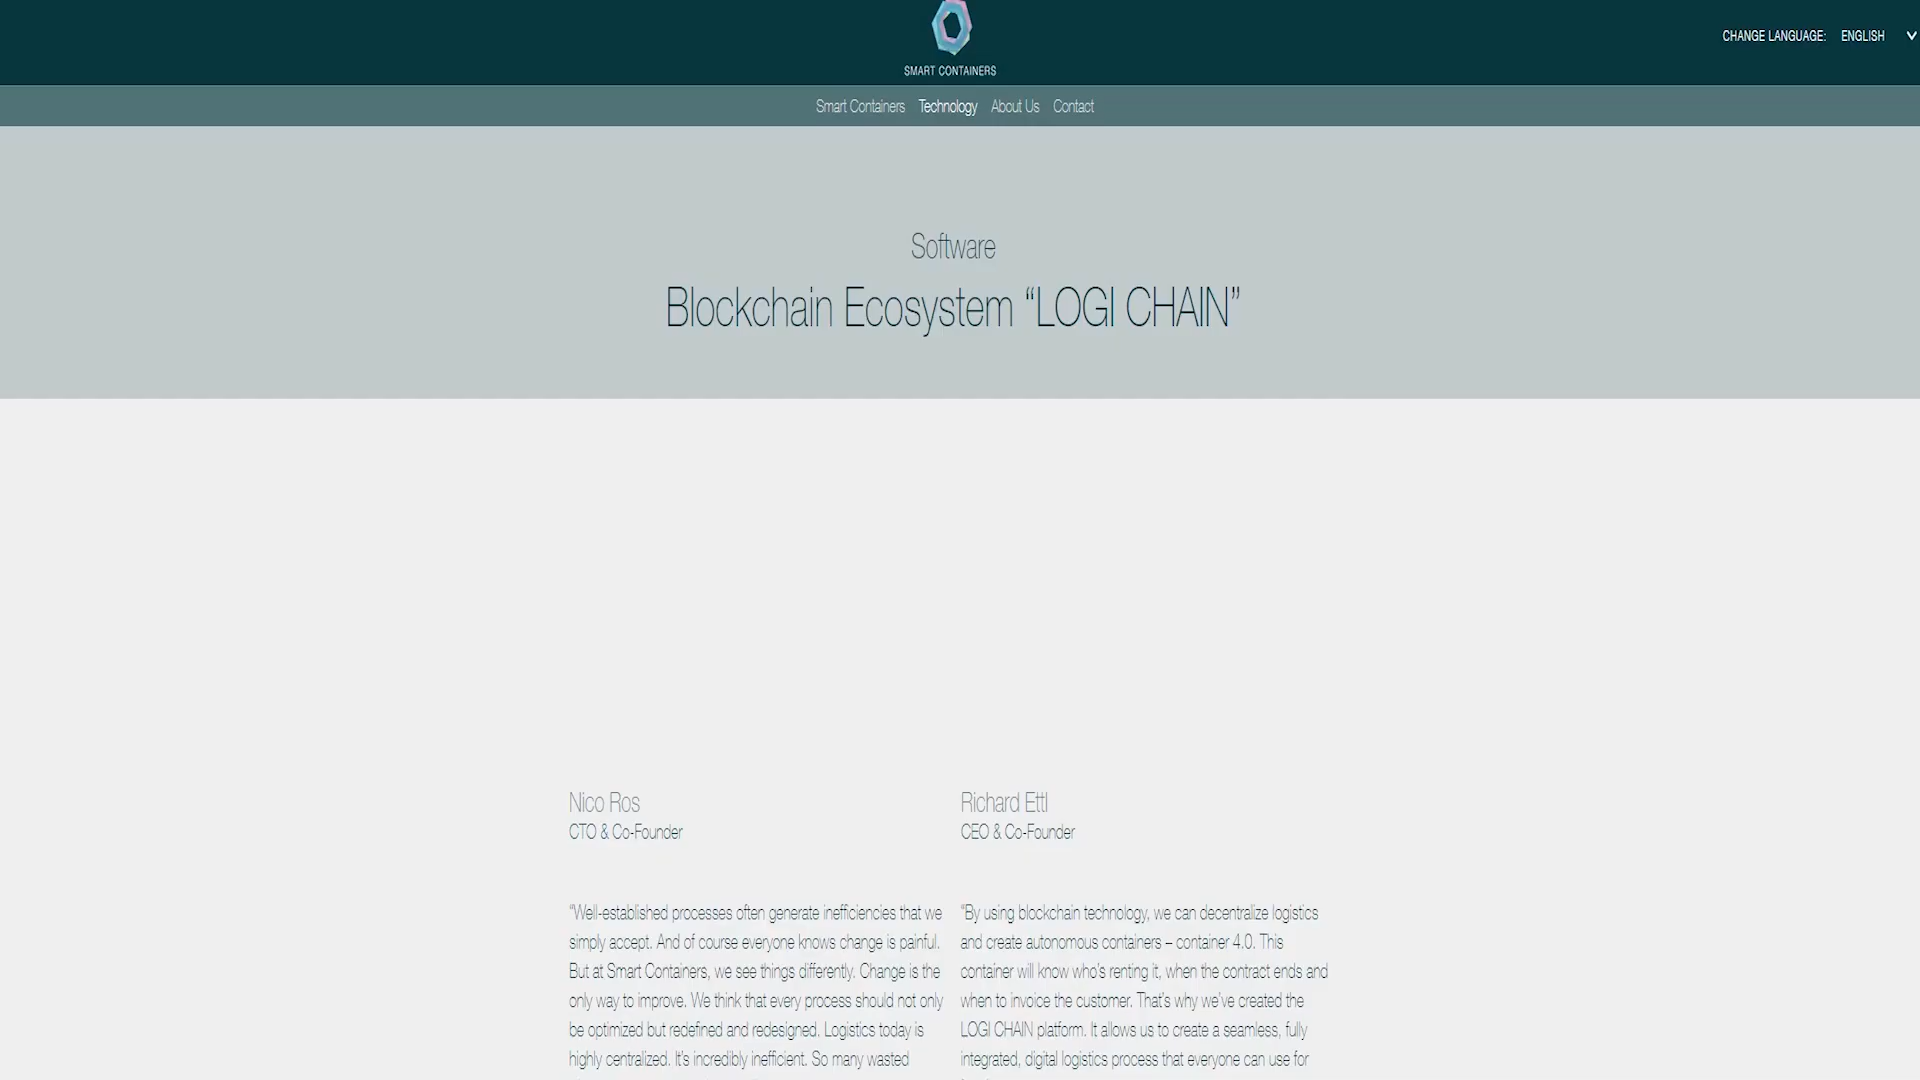 SMART CONTAINERS
CHANGE LANGUAGE: ENGLISH
Smart Containers Technology About Us Contact
Software
Blockchain Ecosystem “LOGI CHAIN”
Nico Ros
CTO & Co-Founder
“Well-established processes often generate inefficiencies that we
simply accept. And of course everyone knows change is painful.
But at Smart Containers, we see things differently. Change is the
only way to improve. We think that every process should not only
be optimized but redefined and redesigned. Logistics today is
highly centralized. It’s incredibly inefficient. So many wasted
Richard Ettl
CEO & Co-Founder
“By using blockchain technology, we can decentralize logistics
and create autonomous containers – container 4.0. This
container will know who’s renting it, when the contract ends and
when to invoice the customer. That’s why we’ve created the
LOGI CHAIN platform. It allows us to create a seamless, fully
integrated, digital logistics process that everyone can use for